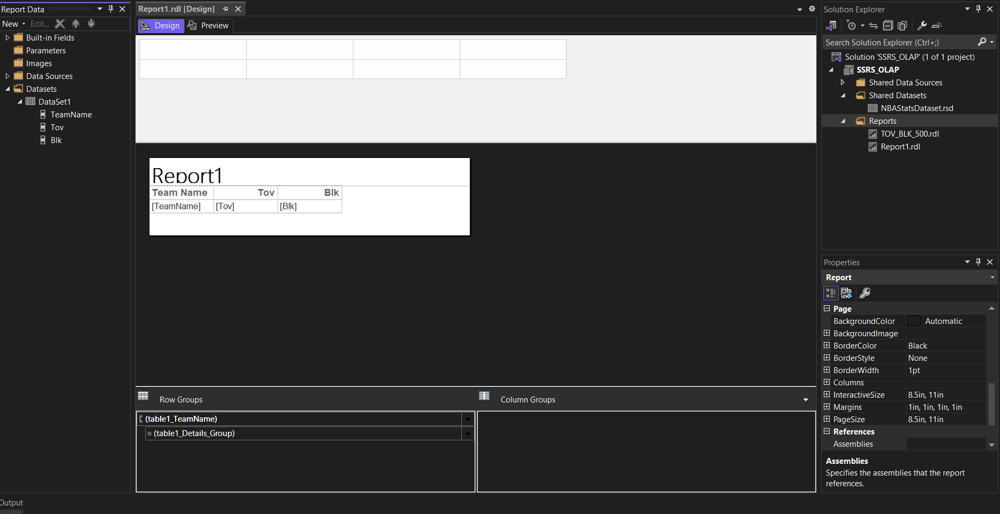 Report Data
New
Edit...
Built-in Fields
Parameters
Images
Data Sources
Datasets
DataSet1
TeamName
Tov
Blk
Report1.rdl [Design]
Design
Preview
Report1
Team Name Tov Blk
[TeamName] [Tov] [Blk]
Row Groups
(table1_TeamName)
(table1_Details_Group)
Column Groups
Solution Explorer
Search Solution Explorer (Ctrl+;)
Solution 'SSRS_OLAP' (1 of 1 project)
SSRS_OLAP
Shared Data Sources
Shared Datasets
NBAStatsDataset.rsd
Reports
TOV_BLK_500.rdl
Report1.rdl
Properties
Report
Page
BackgroundColor Automatic
BackgroundImage
BorderColor Black
BorderStyle None
BorderWidth 1pt
Columns
InteractiveSize 8.5in, 11in
Margins 1in, 1in, 1in, 1in
PageSize 8.5in, 11in
References
Assemblies
Assemblies
Specifies the assemblies that the report
references.
Output